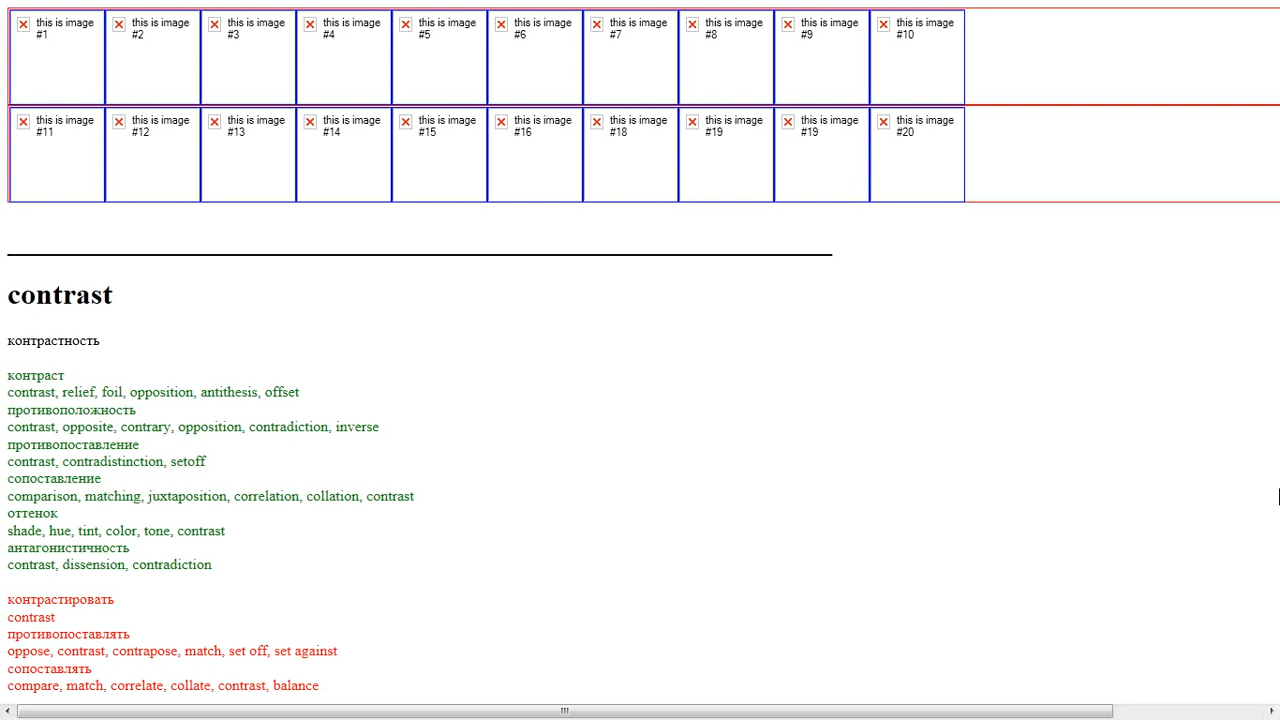 this is image #1 this is image #2 this is image #3 this is image #4 this is image #5 this is image #6 this is image #7 this is image #8 this is image #9 this is image #10
this is image #11 this is image #12 this is image #13 this is image #14 this is image #15 this is image #16 this is image #18 this is image #19 this is image #19 this is image #20
contrast
контрастность
контраст
contrast, relief, foil, opposition, antithesis, offset
противоположность
contrast, opposite, contrary, opposition, contradiction, inverse
противопоставление
contrast, contradistinction, setoff
сопоставление
comparison, matching, juxtaposition, correlation, collation, contrast
оттенок
shade, hue, tint, color, tone, contrast
антагонистичность
contrast, dissension, contradiction
контрастировать
contrast
противопоставлять
oppose, contrast, contrapose, match, set off, set against
сопоставлять
compare, match, correlate, collate, contrast, balance